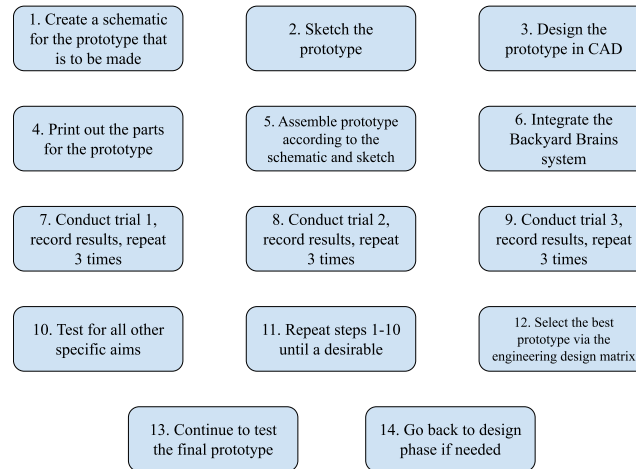 1. Create a schematic
for the prototype that
is to be made
2. Sketch the
prototype
3. Design the
prototype in CAD
4. Print out the parts
for the prototype
5. Assemble prototype
according to the
schematic and sketch
6. Integrate the
Backyard Brains
system
7. Conduct trial 1,
record results, repeat
3 times
8. Conduct trial 2,
record results, repeat
3 times
9. Conduct trial 3,
record results, repeat
3 times
10. Test for all other
specific aims
11. Repeat steps 1-10
until a desirable
12. Select the best
prototype via the
engineering design matrix
13. Continue to test
the final prototype
14. Go back to design
phase if needed